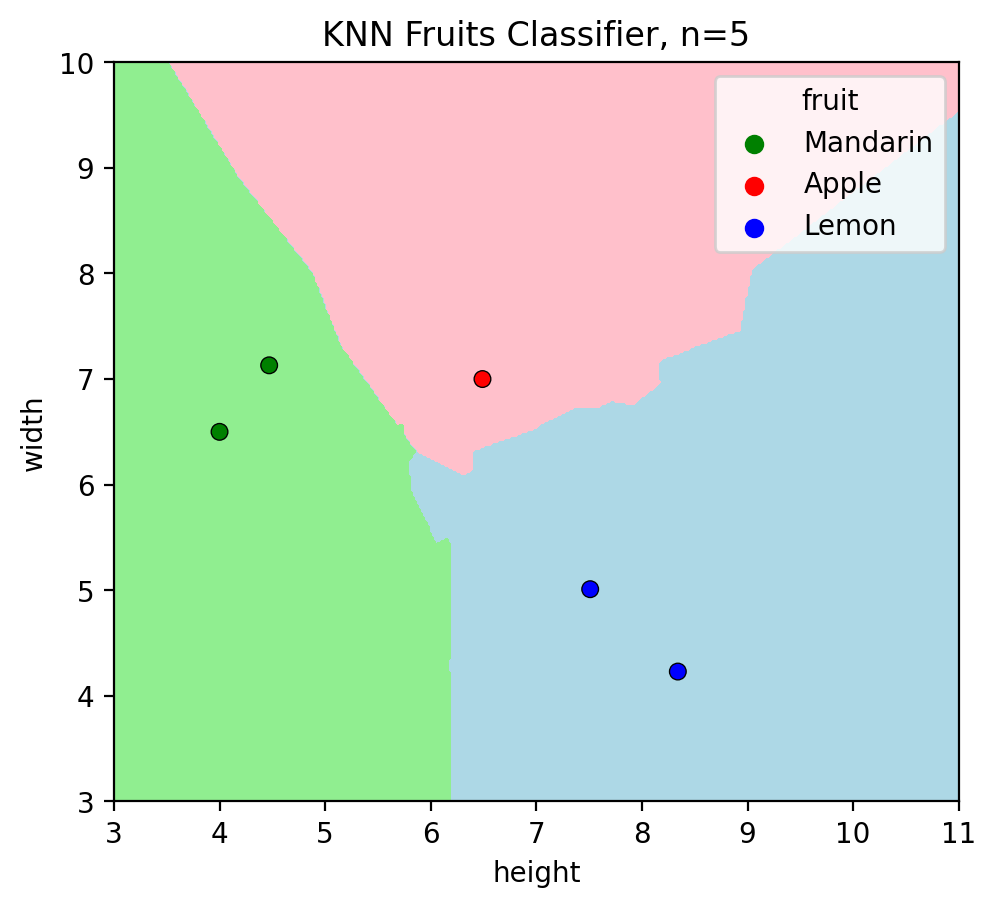 KNN Fruits Classifier, n=5
fruit
Mandarin
Apple
Lemon
10
9
8
7
6
5
4
3
width
3 4 5 6 7 8 9 10 11
height